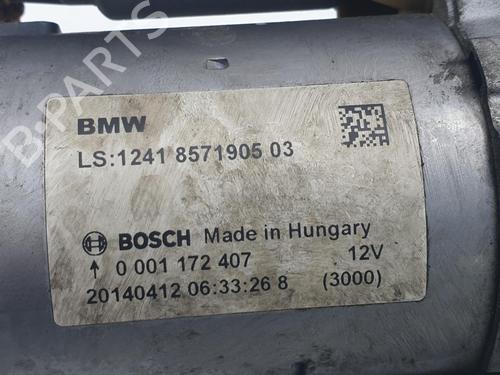 B-PARTS
BMW
LS:1241 8571905 03
BOSCH Made in Hungary
↑ 0 001 172 407 12V
20140412 06:33:26 8 (3000)